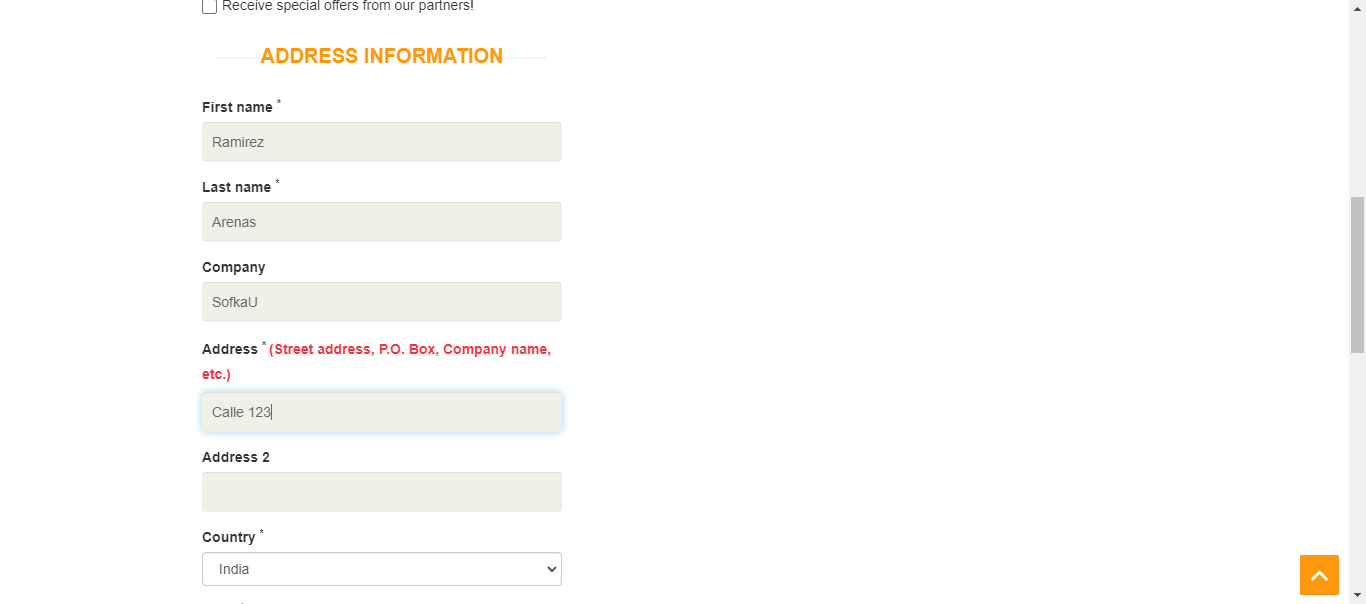 Receive special offers from our partners!
ADDRESS INFORMATION
First name *
Ramirez
Last name *
Arenas
Company
SofkaU
Address * (Street address, P.O. Box, Company name,
etc.)
Calle 123
Address 2
Country *
India